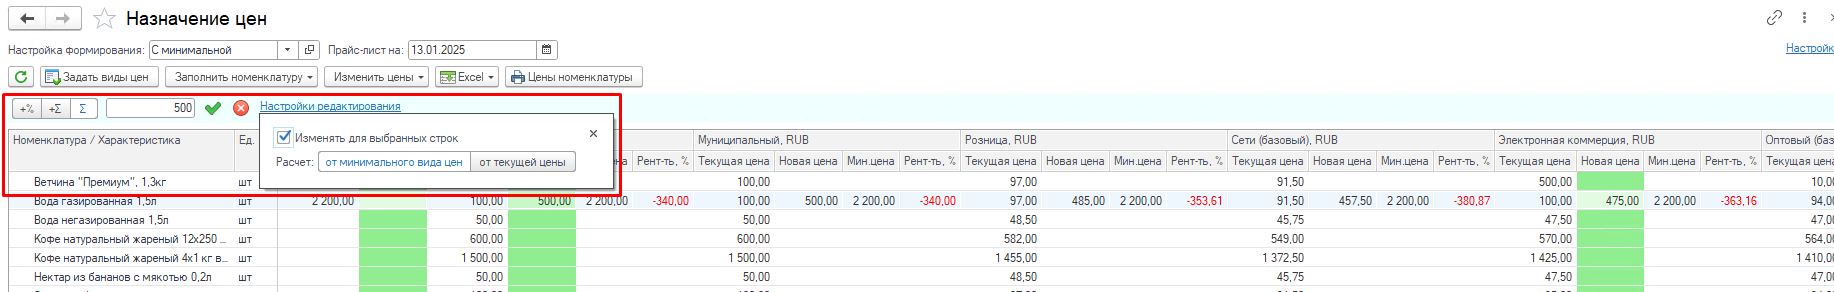 Назначение цен
Настройка формирования: С минимальной Прайс-лист на: 13.01.2025
Настройк
Задать виды цен Заполнить номенклатуру Изменить цены Excel Цены номенклатуры
+% +Σ Σ 500 Настройки редактирования
Изменять для выбранных строк
Расчет: от минимального вида цен от текущей цены
Номенклатура / Характеристика Ед. Муниципальный, RUB Розница, RUB Сети (базовый), RUB Электронная коммерция, RUB Оптовый (баз
Рент-ть, % Текущая цена Новая цена Мин.цена Рент-ть, % Текущая цена Новая цена Мин.цена Рент-ть, % Текущая цена Новая цена Мин.цена Рент-ть, % Текущая цена Новая цена Мин.цена Рент-ть, % Текущая цена
Ветчина "Премиум", 1,3кг шт 100,00 97,00 91,50 500,00 10,00
Вода газированная 1,5л шт 2 200,00 100,00 500,00 2 200,00 -340,00 100,00 500,00 2 200,00 -340,00 97,00 485,00 2 200,00 -353,61 91,50 457,50 2 200,00 -380,87 100,00 475,00 2 200,00 -363,16 94,00
Вода негазированная 1,5л шт 50,00 50,00 48,50 45,75 47,50 47,00
Кофе натуральный жареный 12х250 ... шт 600,00 600,00 582,00 549,00 570,00 564,00
Кофе натуральный жареный 4х1 кг в... шт 1 500,00 1 500,00 1 455,00 1 372,50 1 425,00 1 410,00
Нектар из бананов с мякотью 0,2л шт 50,00 50,00 48,50 45,75 47,50 47,00